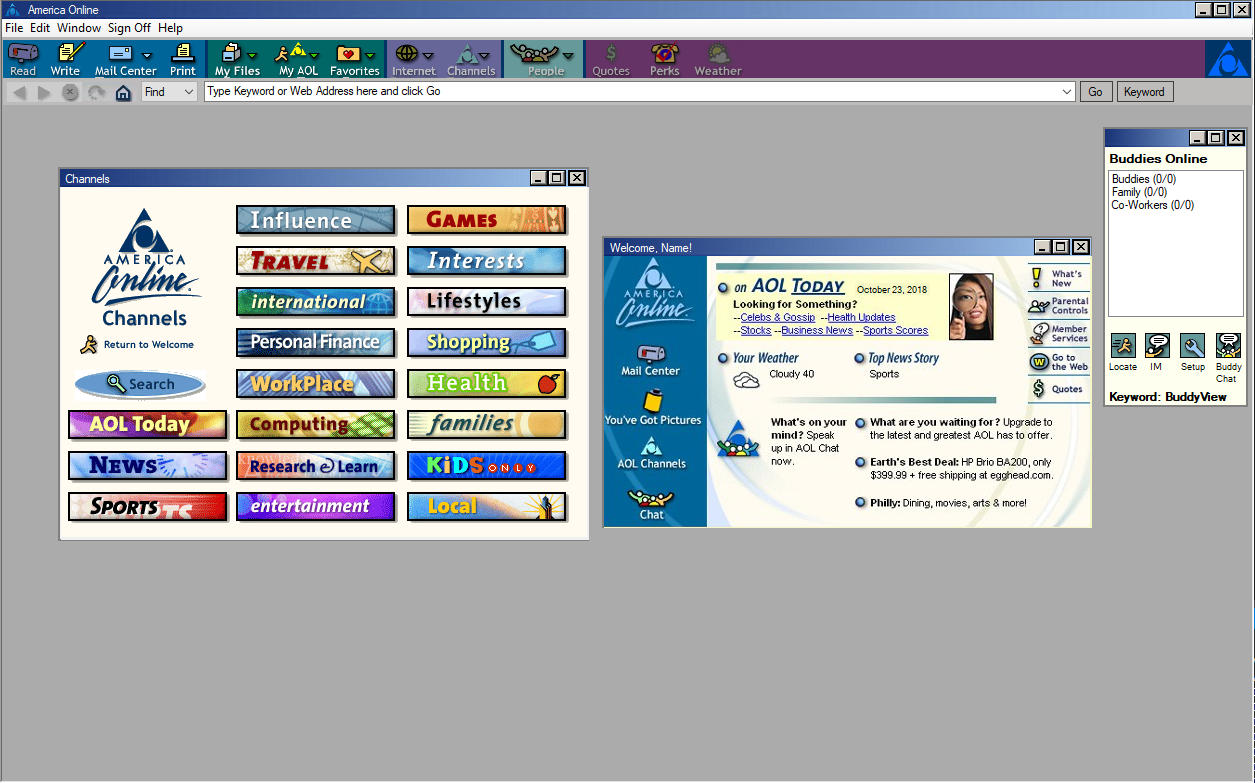 America Online
File Edit Window Sign Off Help
Read Write Mail Center Print My Files My AOL Favorites Internet Channels People Quotes Perks Weather
Find Type Keyword or Web Address here and click Go Go Keyword
Channels
AMERICA
Online
Channels
Return to Welcome
Search
AOL Today
NEWS
SPORTS
Influence
TRAVEL
international
Personal Finance
WorkPlace
Computing
Research & Learn
entertainment
GAMES
Interests
Lifestyles
Shopping
Health
families
KiDS ONLY
Local
Welcome, Name!
AMERICA
Online
Mail Center
You've Got Pictures
AOL Channels
Chat
on AOL TODAY October 23, 2018
Looking for Something?
--Celebs & Gossip --Health Updates
--Stocks --Business News --Sports Scores
Your Weather
Cloudy 40
Top News Story
Sports
What's on your
mind? Speak
up in AOL Chat
now.
What are you waiting for? Upgrade to
the latest and greatest AOL has to offer.
Earth's Best Deal: HP Brio BA200, only
$399.99 + free shipping at egghead.com.
Philly: Dining, movies, arts & more!
What's
New
Parental
Controls
Member
Services
Go to
the Web
Quotes
Buddies Online
Buddies (0/0)
Family (0/0)
Co-Workers (0/0)
Locate IM Setup Buddy
Chat
Keyword: BuddyView